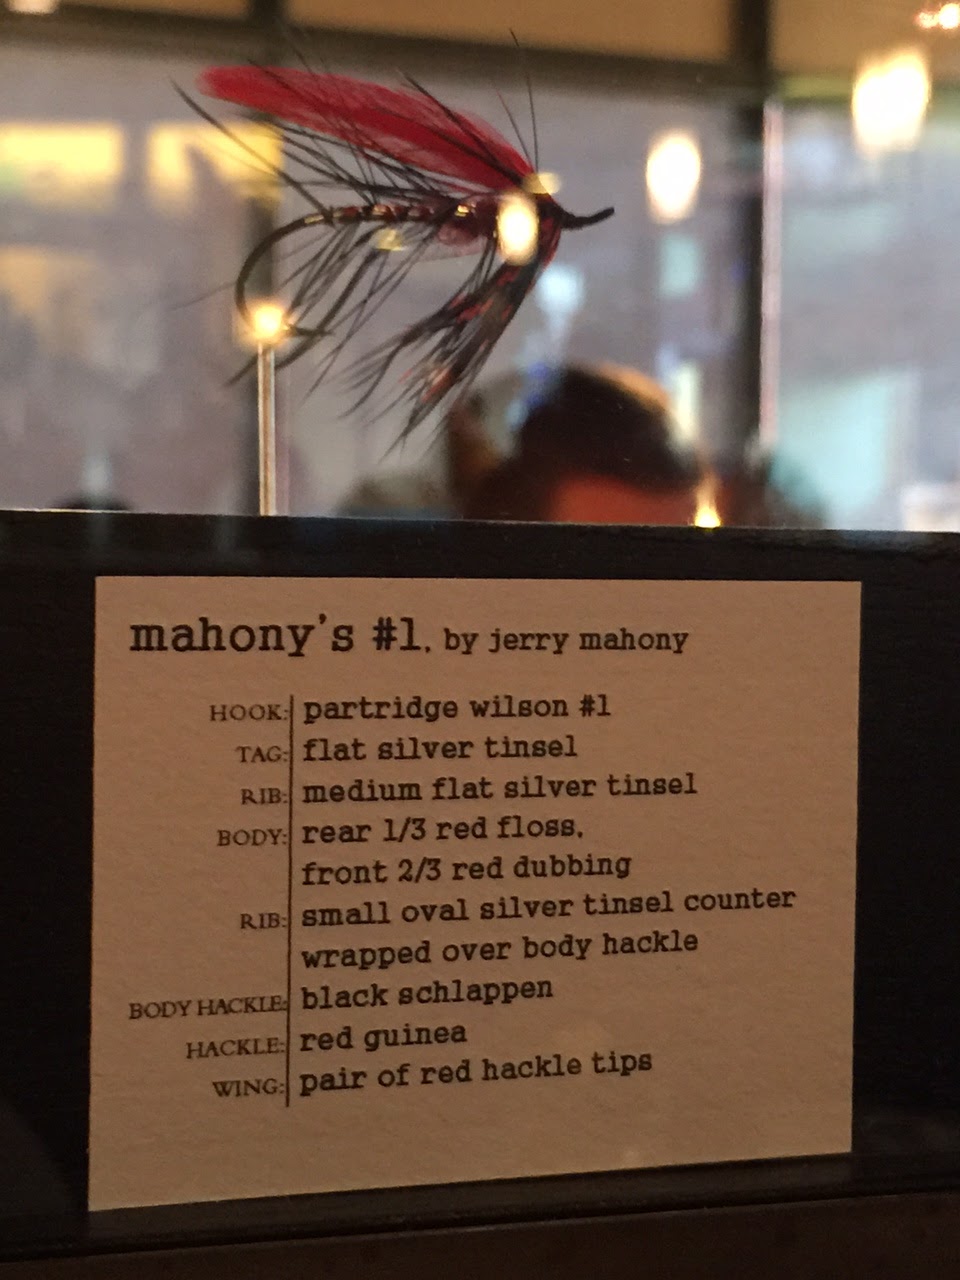 mahony's #1, by jerry mahony
HOOK: partridge wilson #1
TAG: flat silver tinsel
RIB: medium flat silver tinsel
BODY: rear 1/3 red floss,
front 2/3 red dubbing
RIB: small oval silver tinsel counter
wrapped over body hackle
BODY HACKLE: black schlappen
HACKLE: red guinea
WING: pair of red hackle tips